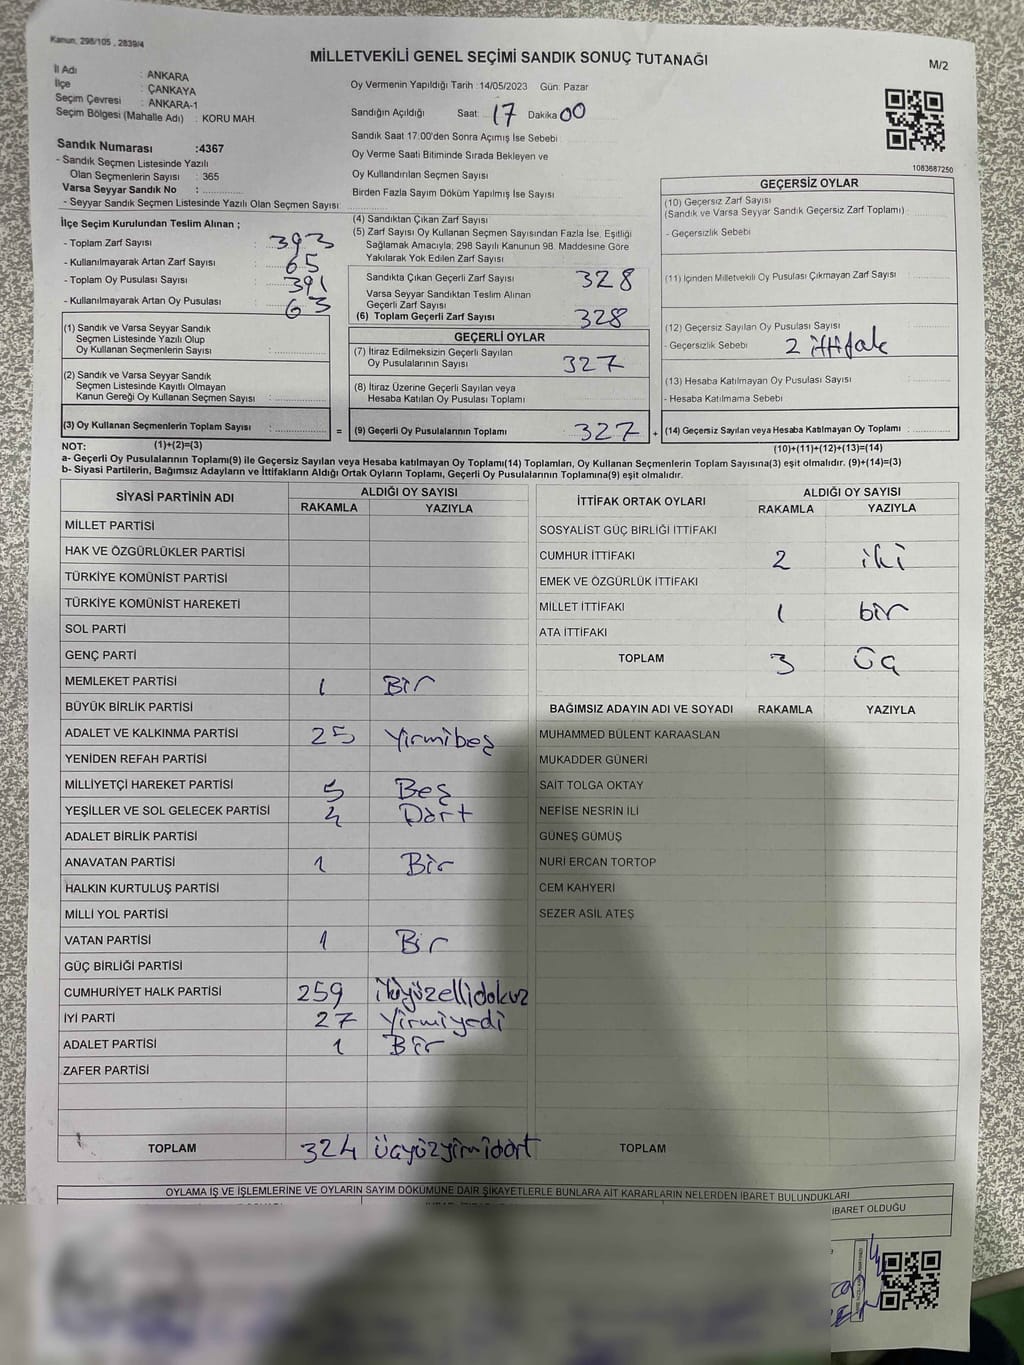 Kanun, 298/105 , 2839/4
MİLLETVEKİLİ GENEL SEÇİMİ SANDIK SONUÇ TUTANAĞI
M/2
İl Adı : ANKARA
İlçe : ÇANKAYA
Seçim Çevresi : ANKARA-1
Seçim Bölgesi (Mahalle Adı) : KORU MAH
Oy Vermenin Yapıldığı Tarih : 14/05/2023 Gün: Pazar
Sandığın Açıldığı Saat: 17 Dakika 00
Sandık Saat 17:00'den Sonra Açımış İse Sebebi
Oy Verme Saati Bitiminde Sırada Bekleyen ve
Oy Kullandırılan Seçmen Sayısı
Birden Fazla Sayım Döküm Yapılmış İse Sayısı
1083687250
Sandık Numarası :4367
- Sandık Seçmen Listesinde Yazılı
Olan Seçmenlerin Sayısı : 365
Varsa Seyyar Sandık No :
- Seyyar Sandık Seçmen Listesinde Yazılı Olan Seçmen Sayısı:
İlçe Seçim Kurulundan Teslim Alınan ;
- Toplam Zarf Sayısı : 393
- Kullanılmayarak Artan Zarf Sayısı : 65
- Toplam Oy Pusulası Sayısı : 391
- Kullanılmayarak Artan Oy Pusulası : 63
(1) Sandık ve Varsa Seyyar Sandık
Seçmen Listesinde Yazılı Olup
Oy Kullanan Seçmenlerin Sayısı :
(2) Sandık ve Varsa Seyyar Sandık
Seçmen Listesinde Kayıtlı Olmayan
Kanun Gereği Oy Kullanan Seçmen Sayısı :
(3) Oy Kullanan Seçmenlerin Toplam Sayısı :
=
(4) Sandıktan Çıkan Zarf Sayısı
(5) Zarf Sayısı Oy Kullanan Seçmen Sayısından Fazla İse, Eşitliği
Sağlamak Amacıyla; 298 Sayılı Kanunun 98. Maddesine Göre
Yakılarak Yok Edilen Zarf Sayısı
Sandıkta Çıkan Geçerli Zarf Sayısı 328
Varsa Seyyar Sandıktan Teslim Alınan
Geçerli Zarf Sayısı
(6) Toplam Geçerli Zarf Sayısı 328
GEÇERLİ OYLAR
(7) İtiraz Edilmeksizin Geçerli Sayılan
Oy Pusulalarının Sayısı 327
(8) İtiraz Üzerine Geçerli Sayılan veya
Hesaba Katılan Oy Pusulaları Toplamı
(9) Geçerli Oy Pusulalarının Toplamı 327
+
GEÇERSİZ OYLAR
(10) Geçersiz Zarf Sayısı
(Sandık ve Varsa Seyyar Sandık Geçersiz Zarf Toplamı)
- Geçersizlik Sebebi
(11) İçinden Milletvekili Oy Pusulası Çıkmayan Zarf Sayısı :
(12) Geçersiz Sayılan Oy Pusulası Sayısı :
- Geçersizlik Sebebi 2 ittifak
(13) Hesaba Katılmayan Oy Pusulası Sayısı :
- Hesaba Katılmama Sebebi
(14) Geçersiz Sayılan veya Hesaba Katılmayan Oy Toplamı :
NOT: (1)+(2)=(3)
(10)+(11)+(12)+(13)=(14)
a- Geçerli Oy Pusulalarının Toplamı(9) ile Geçersiz Sayılan veya Hesaba katılmayan Oy Toplamı(14) Toplamları, Oy Kullanan Seçmenlerin Toplam Sayısına(3) eşit olmalıdır. (9)+(14)=(3)
b- Siyasi Partilerin, Bağımsız Adayların ve İttifakların Aldığı Ortak Oyların Toplamı, Geçerli Oy Pusulalarının Toplamına(9) eşit olmalıdır.
SİYASİ PARTİNİN ADI
ALDIĞI OY SAYISI
RAKAMLA YAZIYLA
MİLLET PARTİSİ
HAK VE ÖZGÜRLÜKLER PARTİSİ
TÜRKİYE KOMÜNİST PARTİSİ
TÜRKİYE KOMÜNİST HAREKETİ
SOL PARTİ
GENÇ PARTİ
MEMLEKET PARTİSİ 1 Bir
BÜYÜK BİRLİK PARTİSİ
ADALET VE KALKINMA PARTİSİ 25 Yirmibeş
YENİDEN REFAH PARTİSİ
MİLLİYETÇİ HAREKET PARTİSİ 5 Beş
YEŞİLLER VE SOL GELECEK PARTİSİ 4 Dört
ADALET BİRLİK PARTİSİ
ANAVATAN PARTİSİ 1 Bir
HALKIN KURTULUŞ PARTİSİ
MİLLİ YOL PARTİSİ
VATAN PARTİSİ 1 Bir
GÜÇ BİRLİĞİ PARTİSİ
CUMHURİYET HALK PARTİSİ 259 ikiyüzellidokuz
İYİ PARTİ 27 Yirmiyedi
ADALET PARTİSİ 1 Bir
ZAFER PARTİSİ
TOPLAM 324 üçyüzyirmidört
İTTİFAK ORTAK OYLARI
ALDIĞI OY SAYISI
RAKAMLA YAZIYLA
SOSYALİST GÜÇ BİRLİĞİ İTTİFAKI
CUMHUR İTTİFAKI 2 iki
EMEK VE ÖZGÜRLÜK İTTİFAKI
MİLLET İTTİFAKI 1 bir
ATA İTTİFAKI
TOPLAM 3 Üç
BAĞIMSIZ ADAYIN ADI VE SOYADI RAKAMLA YAZIYLA
MUHAMMED BÜLENT KARAASLAN
MUKADDER GÜNERİ
SAİT TOLGA OKTAY
NEFİSE NESRİN İLİ
GÜNEŞ GÜMÜŞ
NURİ ERCAN TORTOP
CEM KAHYERİ
SEZER ASİL ATEŞ
TOPLAM
OYLAMA İŞ VE İŞLEMLERİNE VE OYLARIN SAYIM DÖKÜMÜNE DAİR ŞİKAYETLERLE BUNLARA AİT KARARLARIN NELERDEN İBARET BULUNDUKLARI
İBARET OLDUĞU